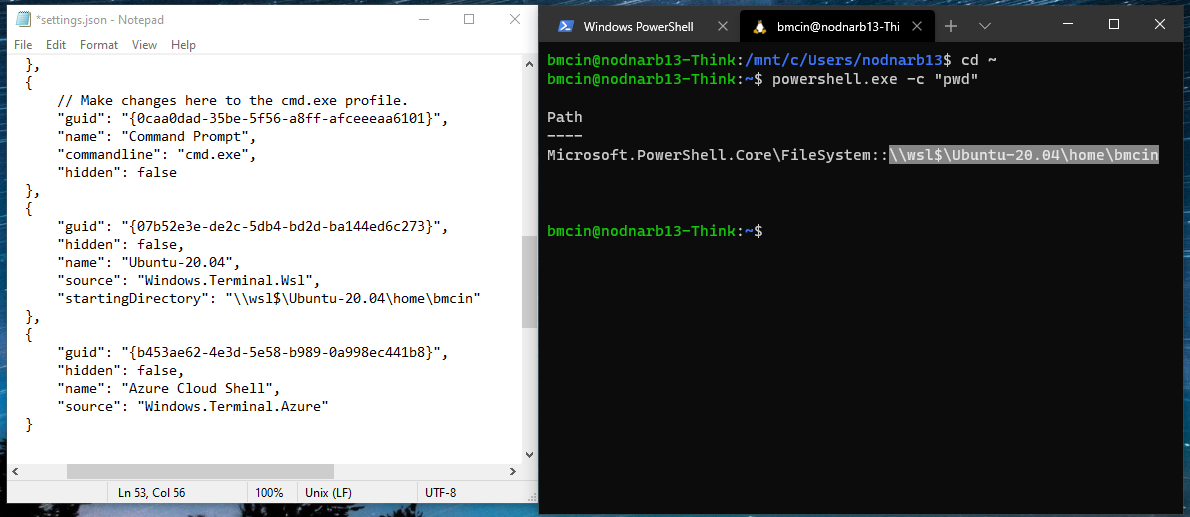 *settings.json - Notepad
File Edit Format View Help
},
{
// Make changes here to the cmd.exe profile.
"guid": "{0caa0dad-35be-5f56-a8ff-afceeeaa6101}",
"name": "Command Prompt",
"commandline": "cmd.exe",
"hidden": false
},
{
"guid": "{07b52e3e-de2c-5db4-bd2d-ba144ed6c273}",
"hidden": false,
"name": "Ubuntu-20.04",
"source": "Windows.Terminal.Wsl",
"startingDirectory": "\\wsl$\Ubuntu-20.04\home\bmcin"
},
{
"guid": "{b453ae62-4e3d-5e58-b989-0a998ec441b8}",
"hidden": false,
"name": "Azure Cloud Shell",
"source": "Windows.Terminal.Azure"
}
Ln 53, Col 56 100% Unix (LF) UTF-8
Windows PowerShell bmcin@nodnarb13-Thi
bmcin@nodnarb13-Think:/mnt/c/Users/nodnarb13$ cd ~
bmcin@nodnarb13-Think:~$ powershell.exe -c "pwd"
Path
----
Microsoft.PowerShell.Core\FileSystem::\\wsl$\Ubuntu-20.04\home\bmcin
bmcin@nodnarb13-Think:~$